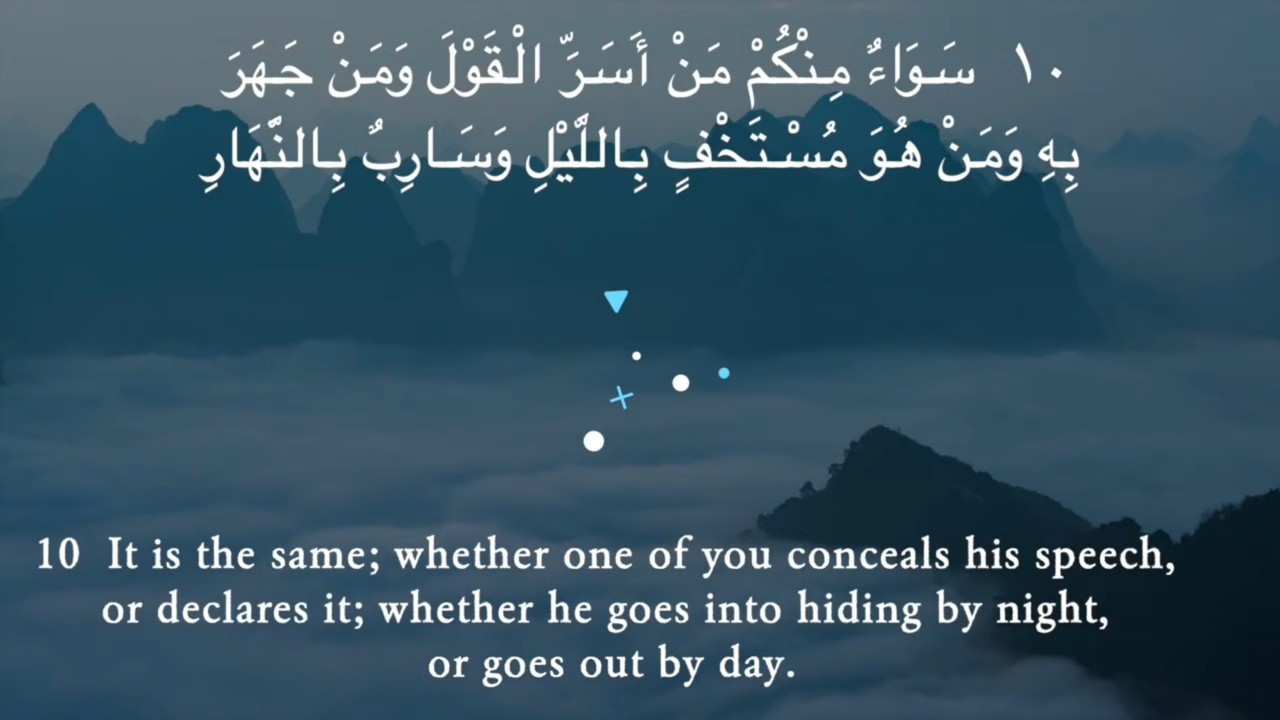 ١٠ سَوَاءٌ مِنْكُمْ مَنْ أَسَرَّ الْقَوْلَ وَمَنْ جَهَرَ
بِهِ وَمَنْ هُوَ مُسْتَخْفٍ بِاللَّيْلِ وَسَارِبٌ بِالنَّهَارِ
10 It is the same; whether one of you conceals his speech,
or declares it; whether he goes into hiding by night,
or goes out by day.